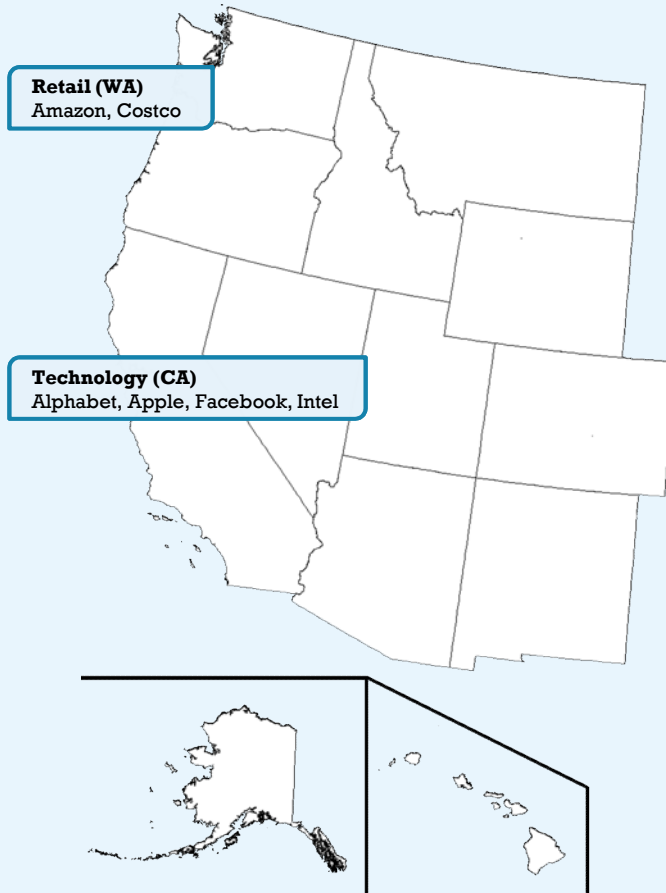 Retail (WA)
Amazon, Costco
Technology (CA)
Alphabet, Apple, Facebook, Intel